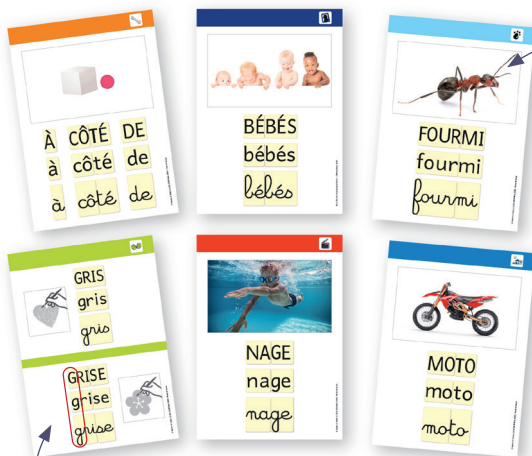 À CÔTÉ DE
à côté de
à côté de
BÉBÉS
bébés
bébés
FOURMI
fourmi
fourmi
GRIS
gris
gris
GRISE
grise
grise
NAGE
nage
nage
MOTO
moto
moto